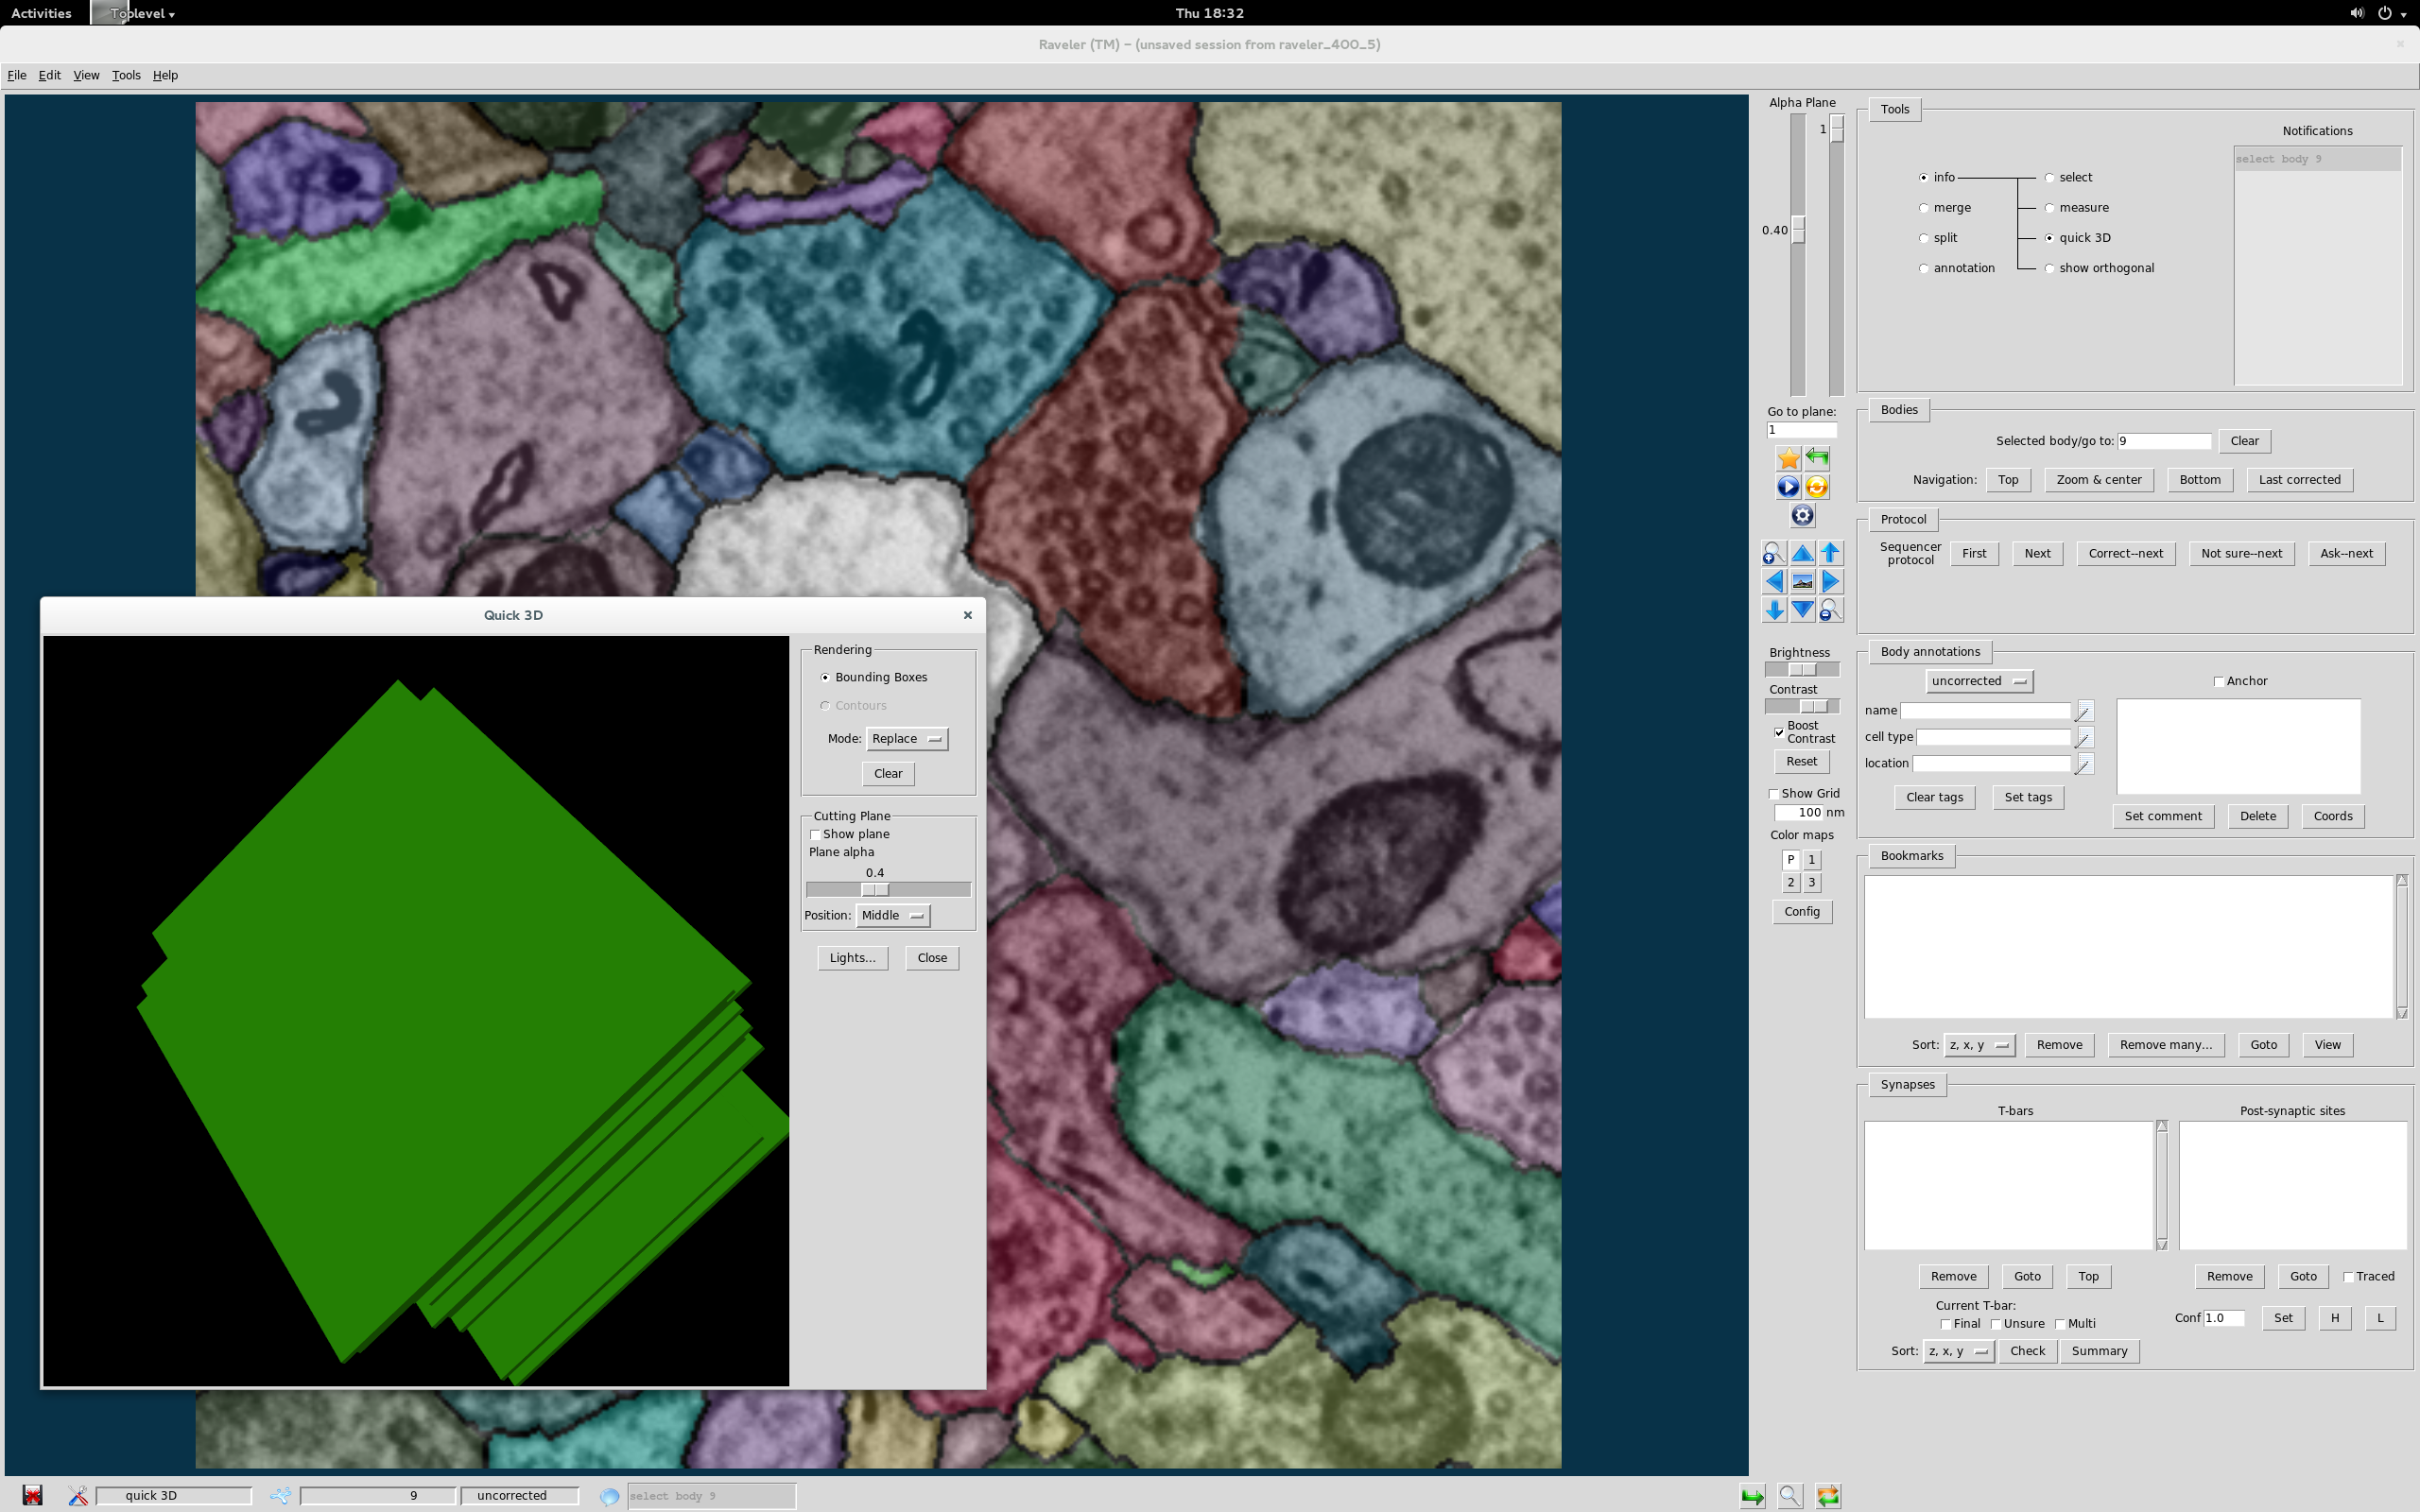 Activities Toplevel Thu 18:32
Raveler (TM) – (unsaved session from raveler_400_5)
File Edit View Tools Help
Alpha Plane
1
0.40
Go to plane:
1
Brightness
Contrast
Boost
Contrast
Reset
Show Grid
100 nm
Color maps
P 1
2 3
Config
Tools
Notifications
select body 9
info select
merge measure
split quick 3D
annotation show orthogonal
Bodies
Selected body/go to: 9 Clear
Navigation: Top Zoom & center Bottom Last corrected
Protocol
Sequencer
protocol
First Next Correct--next Not sure--next Ask--next
Body annotations
uncorrected Anchor
name
cell type
location
Clear tags Set tags
Set comment Delete Coords
Bookmarks
Sort: z, x, y Remove Remove many... Goto View
Synapses
T-bars Post-synaptic sites
Remove Goto Top Remove Goto Traced
Current T-bar:
Final Unsure Multi
Conf 1.0 Set H L
Sort: z, x, y Check Summary
Quick 3D
Rendering
Bounding Boxes
Contours
Mode: Replace
Clear
Cutting Plane
Show plane
Plane alpha
0.4
Position: Middle
Lights... Close
quick 3D 9 uncorrected select body 9